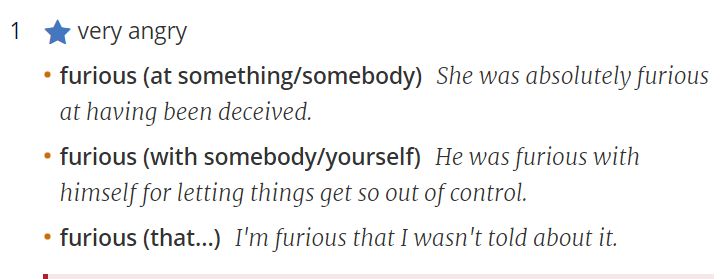 1 very angry
• furious (at something/somebody) She was absolutely furious
at having been deceived.
• furious (with somebody/yourself) He was furious with
himself for letting things get so out of control.
• furious (that…) I'm furious that I wasn't told about it.